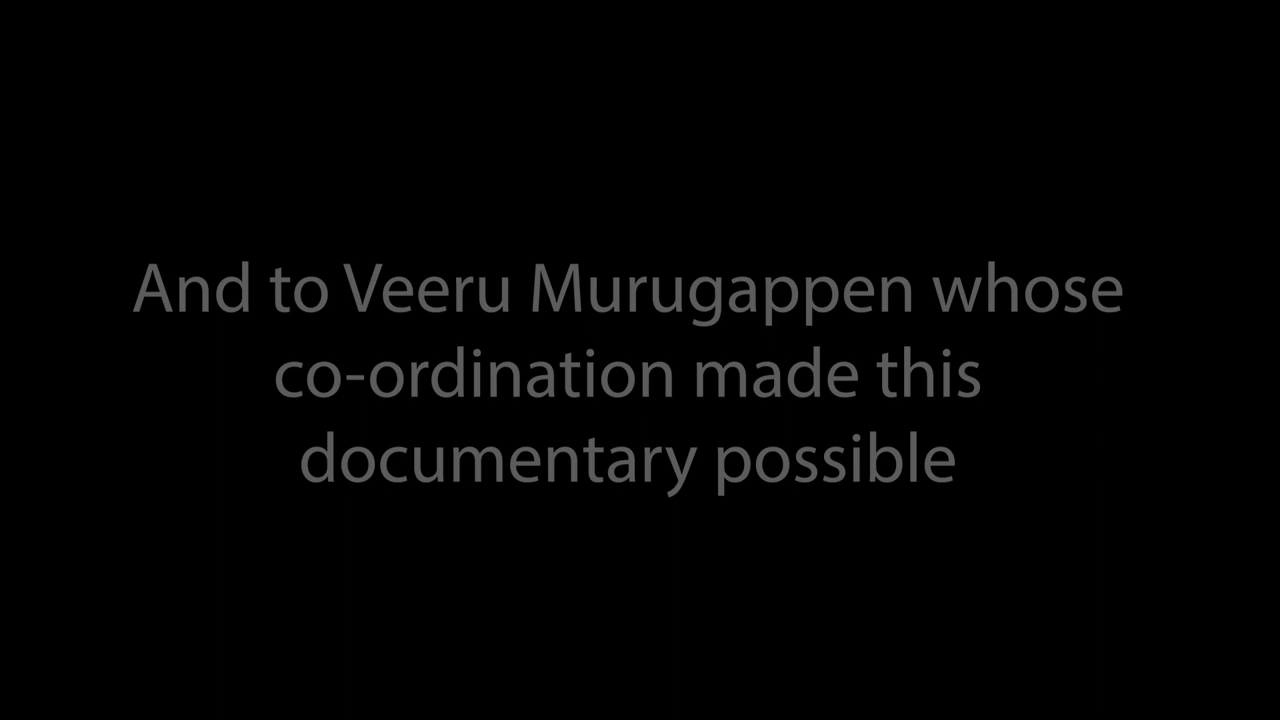 And to Veeru Murugappen whose
co-ordination made this
documentary possible